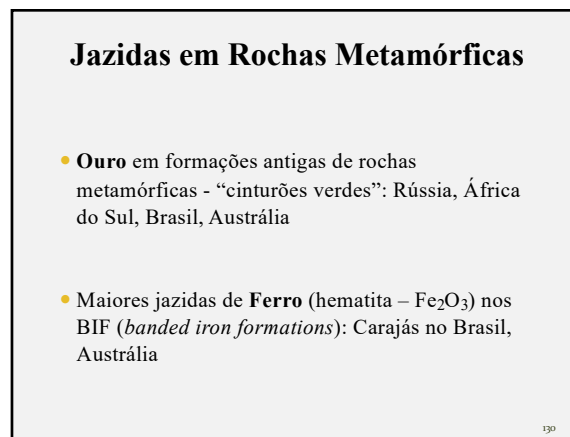 Jazidas em Rochas Metamórficas
• Ouro em formações antigas de rochas
metamórficas - “cinturões verdes”: Rússia, África
do Sul, Brasil, Austrália
• Maiores jazidas de Ferro (hematita – Fe₂O₃) nos
BIF (banded iron formations): Carajás no Brasil,
Austrália
130